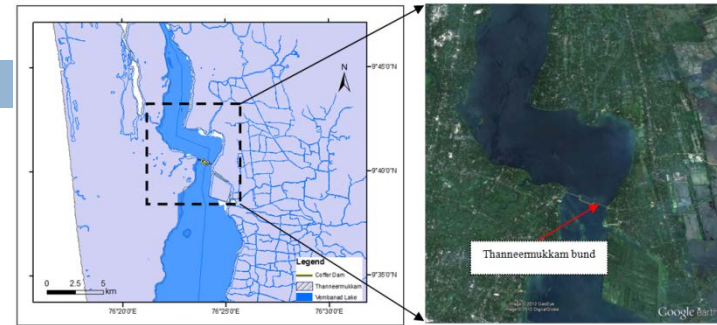 N
9°45'0"N
9°40'0"N
9°35'0"N
Legend
Coffer Dam
Thanneermukkam
Vembanad Lake
0 2.5 5
km
76°20'0"E 76°25'0"E 76°30'0"E
Thanneermukkam bund
Google earth